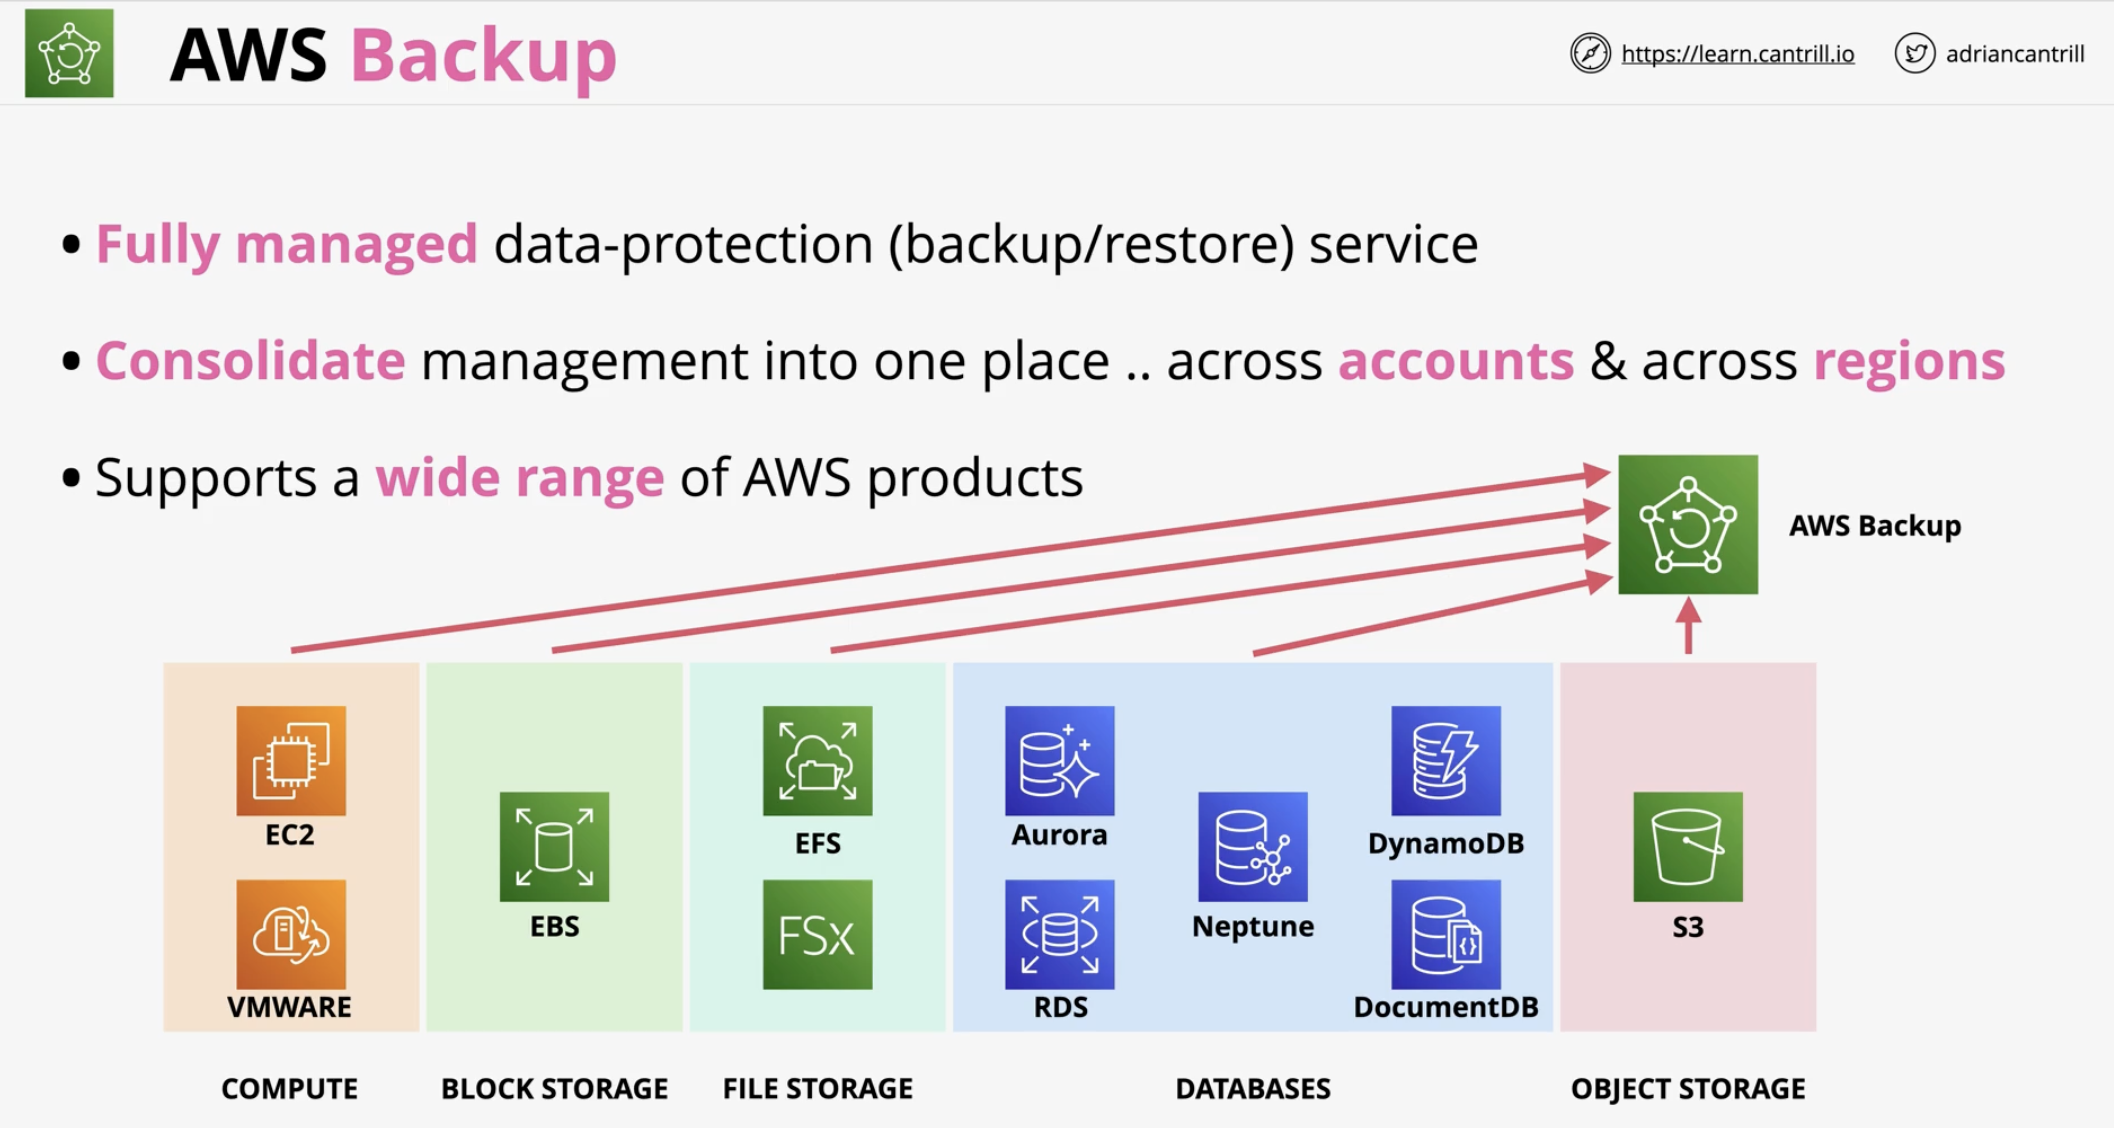 AWS Backup
https://learn.cantrill.io
adriancantrill
• Fully managed data-protection (backup/restore) service
• Consolidate management into one place .. across accounts & across regions
• Supports a wide range of AWS products
AWS Backup
EC2
VMWARE
EBS
EFS
FSx
Aurora
RDS
Neptune
DynamoDB
DocumentDB
S3
COMPUTE
BLOCK STORAGE
FILE STORAGE
DATABASES
OBJECT STORAGE